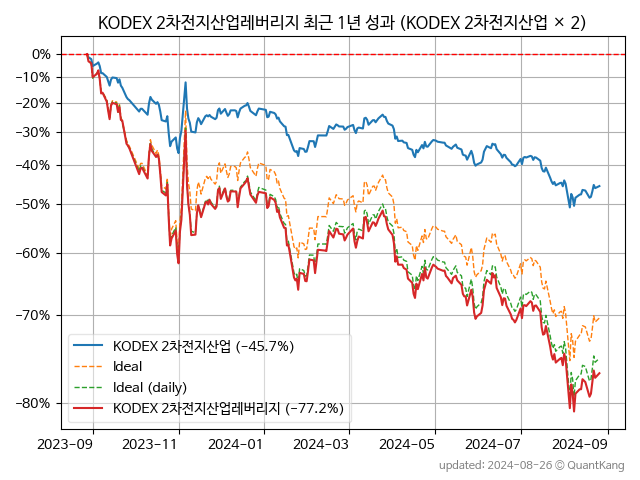 KODEX 2차전지산업레버리지 최근 1년 성과 (KODEX 2차전지산업 × 2)
0%
−10%
−20%
−30%
−40%
−50%
−60%
−70%
−80%
KODEX 2차전지산업 (−45.7%)
Ideal
Ideal (daily)
KODEX 2차전지산업레버리지 (−77.2%)
2023-09 2023-11 2024-01 2024-03 2024-05 2024-07 2024-09
updated: 2024-08-26 © QuantKang